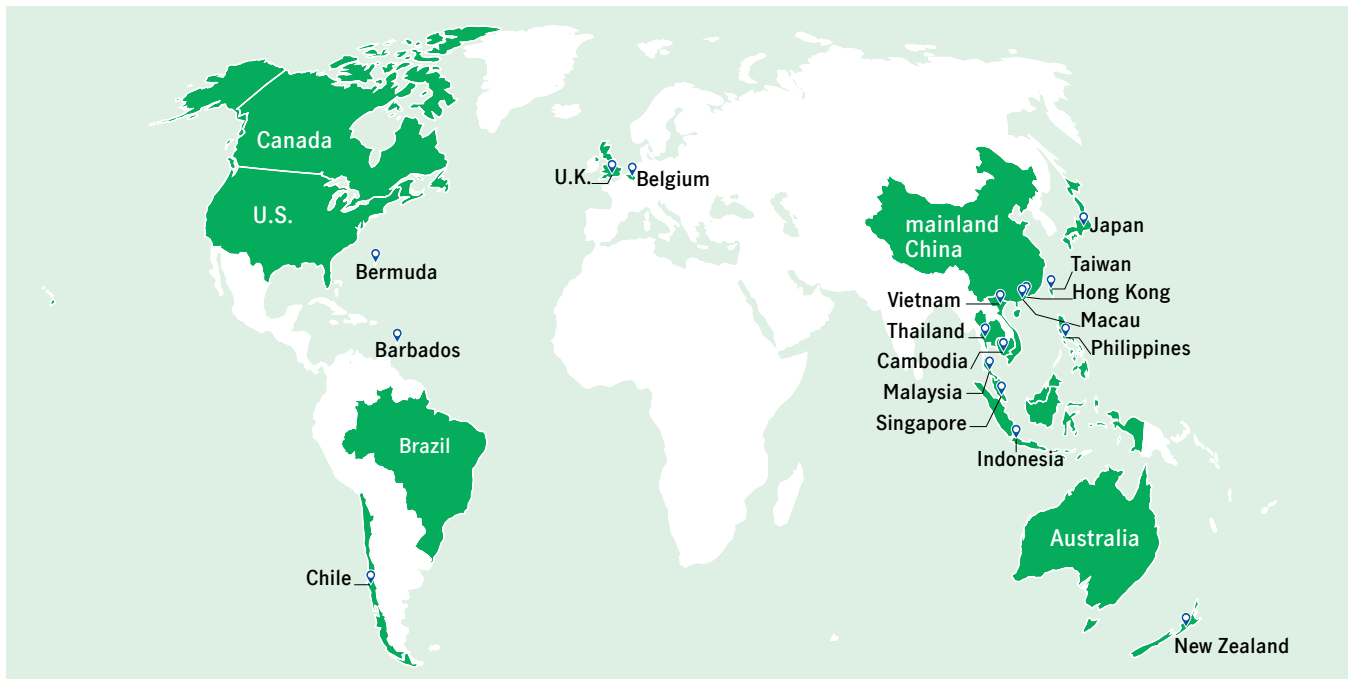 Canada
U.S.
Bermuda
Barbados
Brazil
Chile
U.K.
Belgium
mainland
China
Japan
Taiwan
Hong Kong
Macau
Philippines
Vietnam
Thailand
Cambodia
Malaysia
Singapore
Indonesia
Australia
New Zealand